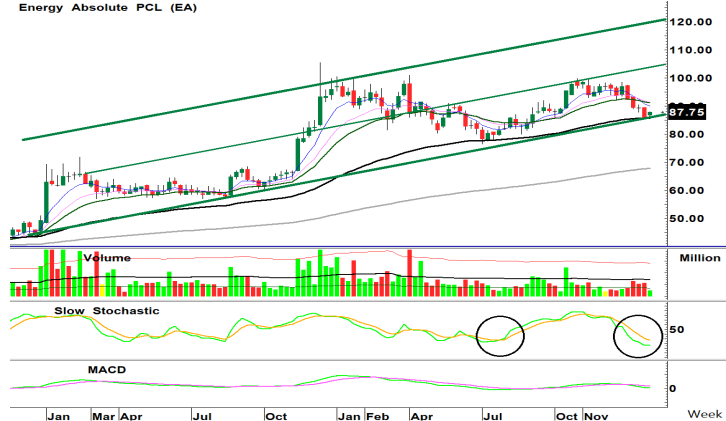 Energy Absolute PCL (EA)
120.00
110.00
100.00
87.75
80.00
70.00
60.00
50.00
Volume
Million
Slow Stochastic
50
MACD
0
Jan Mar Apr Jul Oct Jan Feb Apr Jul Oct Nov Week